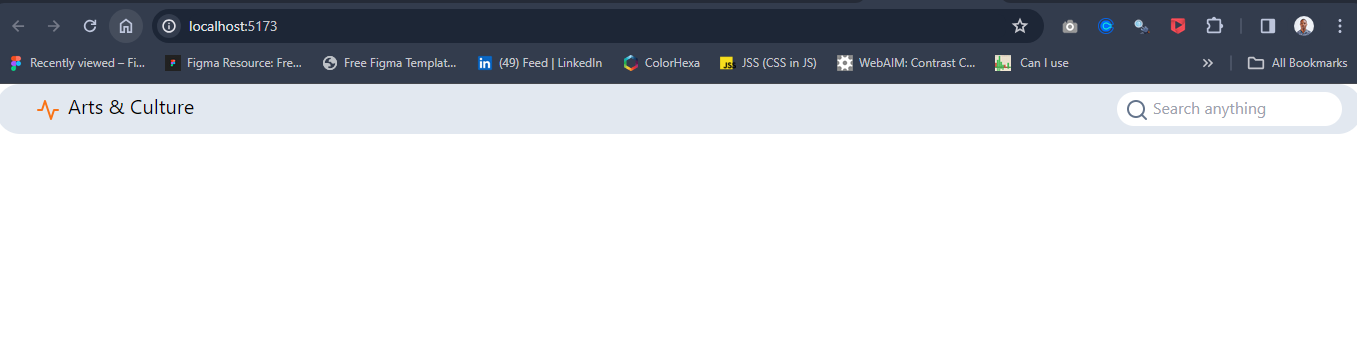 localhost:5173
Recently viewed – Fi... Figma Resource: Fre... Free Figma Templat... (49) Feed | LinkedIn ColorHexa JSS JSS (CSS in JS) WebAIM: Contrast C... Can I use » All Bookmarks
Arts & Culture Search anything